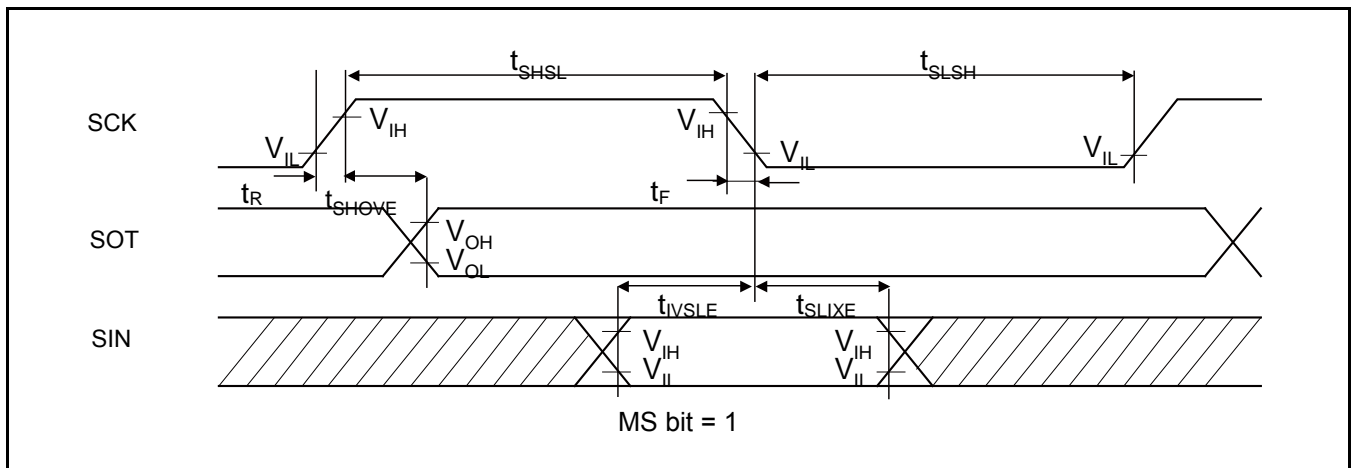 tSHSL
tSLSH
SCK
VIH
VIH
VIL
VIL
VIL
tR
tSHOVE
tF
SOT
VOH
VOL
tIVSLE
tSLIXE
SIN
VIH
VIH
VIL
VIL
MS bit = 1